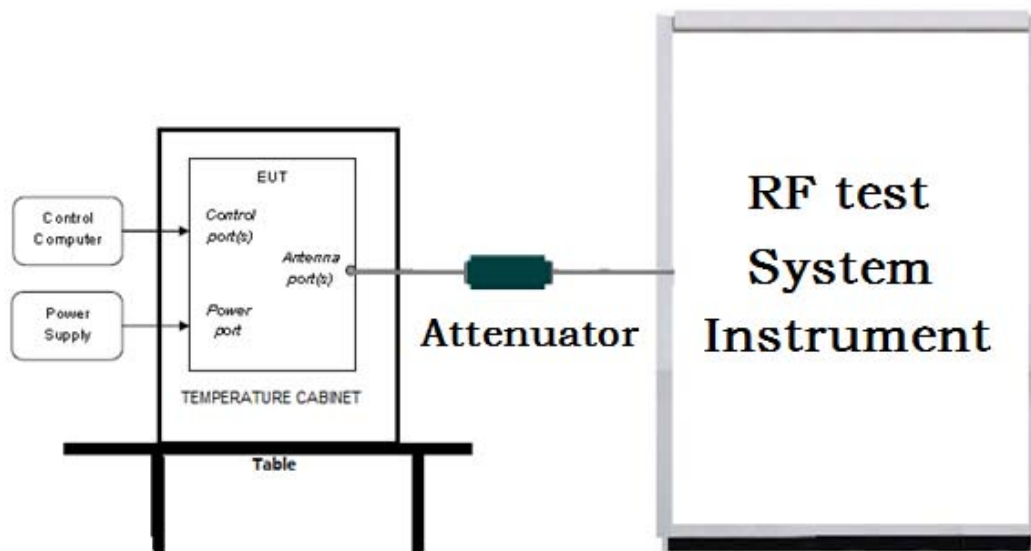 Control
Computer
Power
Supply
EUT
Control
port(s)
Antenna
port(s)
Power
port
TEMPERATURE CABINET
Table
Attenuator
RF test
System
Instrument